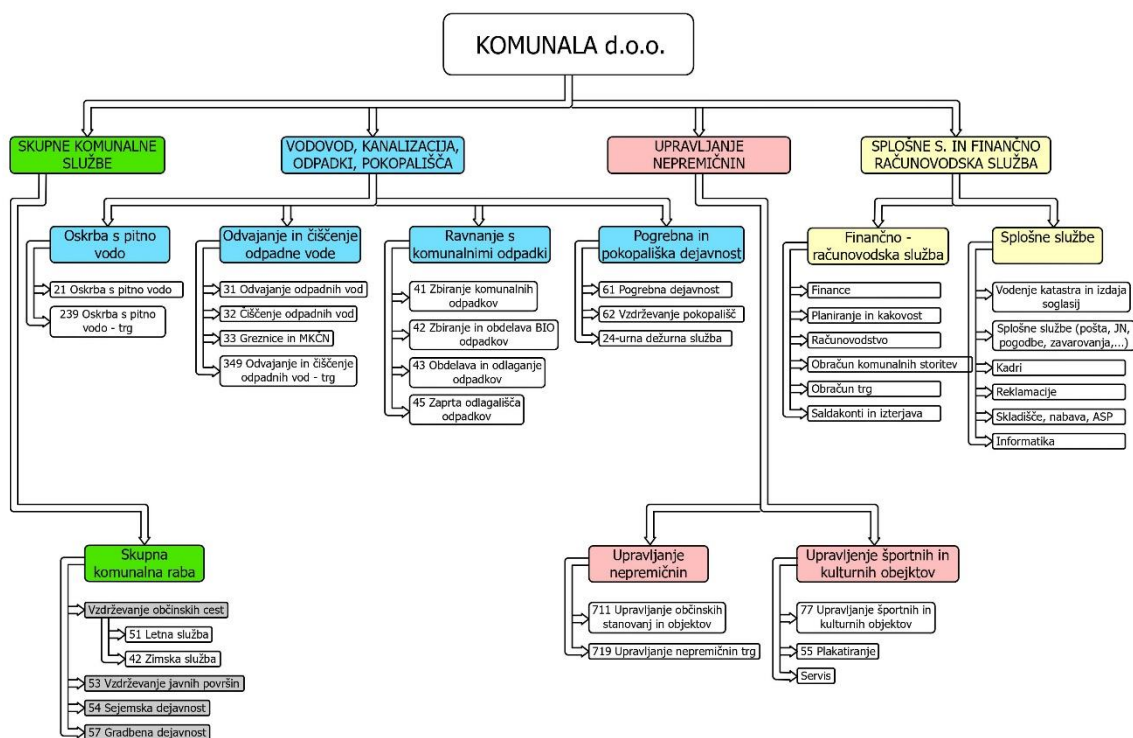 KOMUNALA d.o.o.
SKUPNE KOMUNALNE
SLUŽBE
VODOVOD, KANALIZACIJA,
ODPADKI, POKOPALIŠČA
UPRAVLJANJE
NEPREMIČNIN
SPLOŠNE S. IN FINANČNO
RAČUNOVODSKA SLUŽBA
Oskrba s pitno
vodo
21 Oskrba s pitno vodo
239 Oskrba s pitno
vodo - trg
Odvajanje in čiščenje
odpadne vode
31 Odvajanje odpadnih vod
32 Čiščenje odpadnih vod
33 Greznice in MKČN
349 Odvajanje in čiščenje
odpadnih vod - trg
Ravnanje s
komunalnimi odpadki
41 Zbiranje komunalnih
odpadkov
42 Zbiranje in obdelava BIO
odpadkov
43 Obdelava in odlaganje
odpadkov
45 Zaprta odlagališča
odpadkov
Pogrebna in
pokopališka dejavnost
61 Pogrebna dejavnost
62 Vzdrževanje pokopališč
24-urna dežurna služba
Finančno -
računovodska služba
Finance
Planiranje in kakovost
Računovodstvo
Obračun komunalnih storitev
Obračun trg
Saldakonti in izterjava
Splošne službe
Vodenje katastra in izdaja
soglasij
Splošne službe (pošta, JN,
pogodbe, zavarovanja,...)
Kadri
Reklamacije
Skladišče, nabava, ASP
Informatika
Skupna
komunalna raba
Vzdrževanje občinskih cest
51 Letna služba
42 Zimska služba
53 Vzdrževanje javnih površin
54 Sejemska dejavnost
57 Gradbena dejavnost
Upravljanje
nepremičnin
711 Upravljanje občinskih
stanovanj in objektov
719 Upravljanje nepremičnin trg
Upravljenje športnih in
kulturnih obejktov
77 Upravljanje športnih in
kulturnih objektov
55 Plakatiranje
Servis